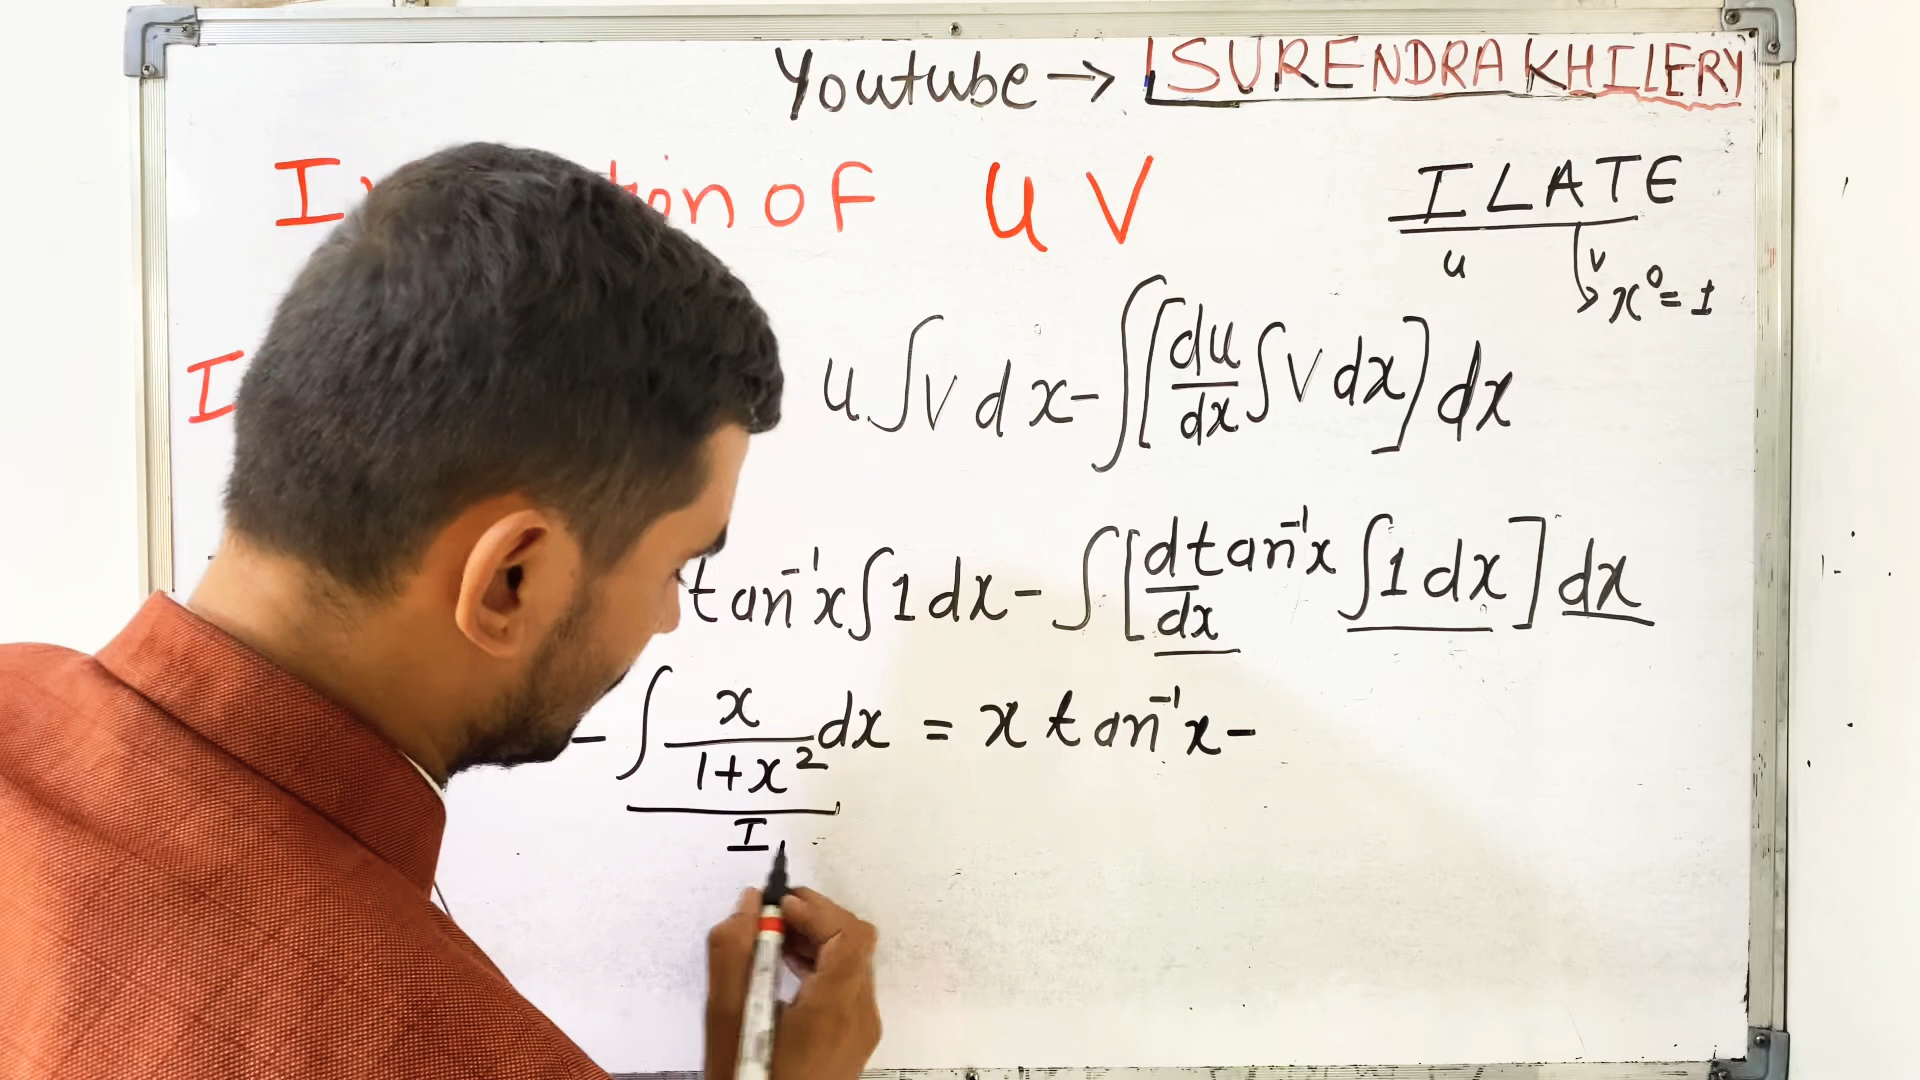 Youtube → SURENDRA KHILERY
of U V
ILATE
u v
x⁰ = 1
I
u ∫ v dx - ∫ [du/dx ∫ v dx] dx
tan⁻¹x ∫ 1 dx - ∫ [d tan⁻¹x/dx ∫ 1 dx] dx
- ∫ x/(1+x²) dx = x tan⁻¹x -
I